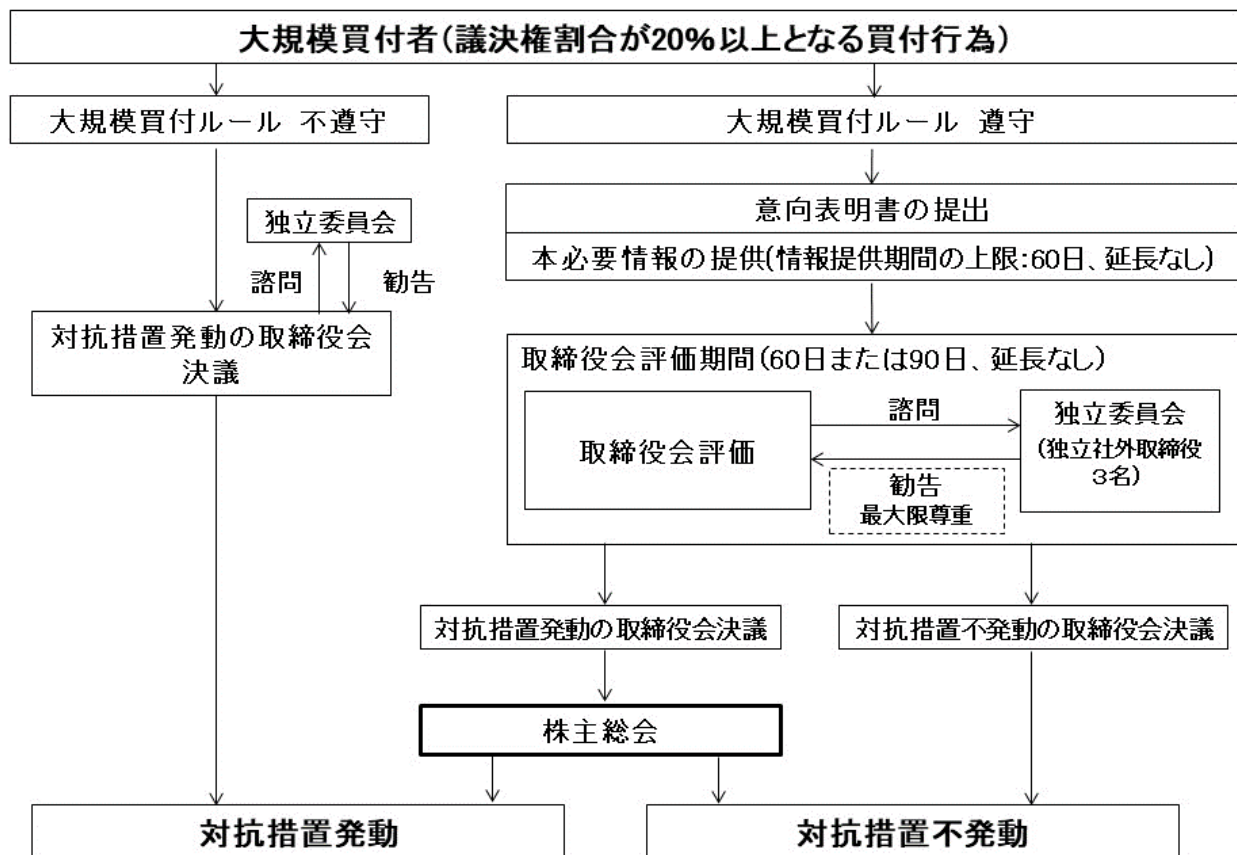 大規模買付者(議決権割合が20%以上となる買付行為)
大規模買付ルール 不遵守
大規模買付ルール 遵守
独立委員会
諮問
勧告
対抗措置発動の取締役会
決議
意向表明書の提出
本必要情報の提供(情報提供期間の上限:60日、延長なし)
取締役会評価期間(60日または90日、延長なし)
取締役会評価
諮問
勧告
最大限尊重
独立委員会
(独立社外取締役
3名)
対抗措置発動の取締役会決議
対抗措置不発動の取締役会決議
株主総会
対抗措置発動
対抗措置不発動